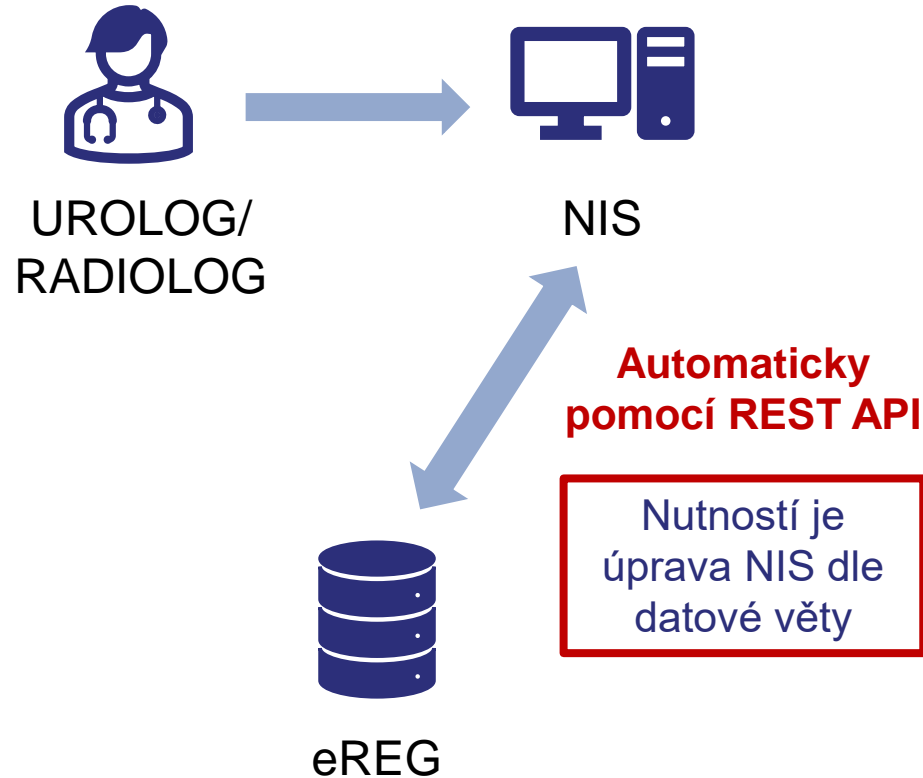 UROLOG/
RADIOLOG
NIS
Automaticky
pomocí REST API
Nutností je
úprava NIS dle
datové věty
eREG